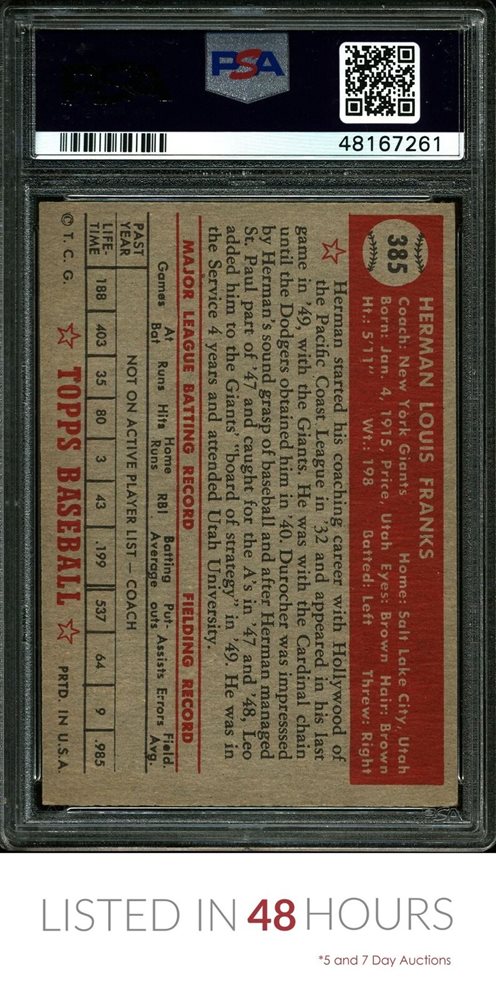 PSA
48167261
385
HERMAN LOUIS FRANKS
Coach: New York Giants Home: Salt Lake City, Utah
Born: Jan. 4, 1915, Price, Utah Eyes: Brown Hair: Brown
Ht.: 5'11" Wt.: 198 Batted: Left Threw: Right
Herman started his coaching career with Hollywood of
the Pacific Coast League in '32 and appeared in his last
game in '49, with the Giants. He was with the Cardinal chain
until the Dodgers obtained him in '40. Durocher was impresssed
by Herman's sound grasp of baseball and after Herman managed
St. Paul part of '47 and caught for the A's in '47 and '48, Leo
added him to the Giants' "board of strategy" in '49. He was in
the Service 4 years and attended Utah University.
MAJOR LEAGUE BATTING RECORD FIELDING RECORD
Games At Bat Runs Hits Home Runs RBI Batting Average Put-outs Assists Errors Field. Avg.
PAST YEAR NOT ON ACTIVE PLAYER LIST — COACH
LIFE-TIME 188 403 35 80 3 43 .199 537 64 9 .985
© T. C. G. TOPPS BASEBALL PRTD. IN U.S.A.
PSA
LISTED IN 48 HOURS
*5 and 7 Day Auctions